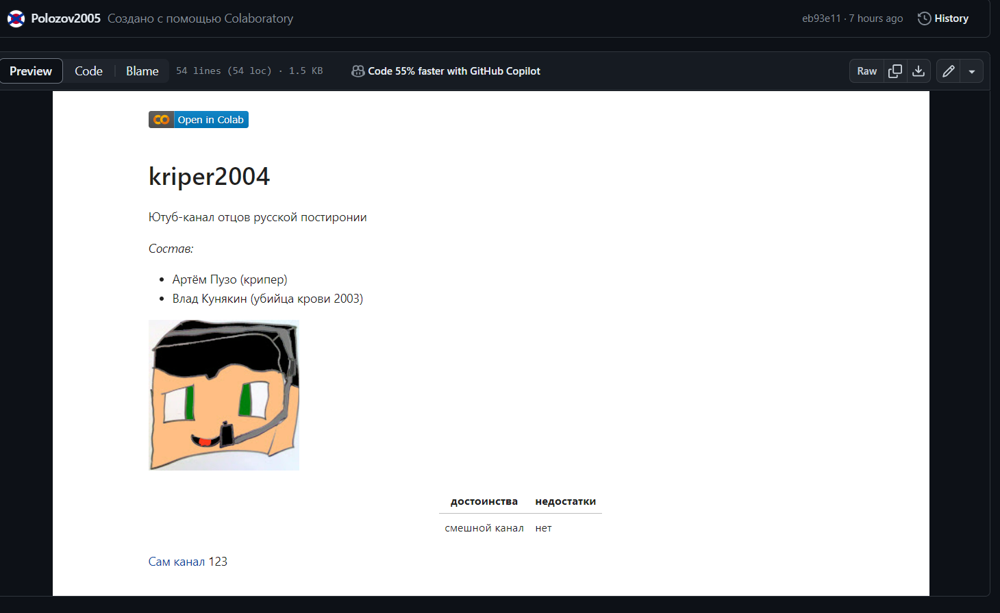 Polozov2005 Создано с помощью Colaboratory eb93e11 · 7 hours ago History
Preview Code Blame 54 lines (54 loc) · 1.5 KB Code 55% faster with GitHub Copilot Raw
Open in Colab
kriper2004
Ютуб-канал отцов русской постиронии
Состав:
• Артём Пузо (крипер)
• Влад Кунякин (убийца крови 2003)
достоинства недостатки
смешной канал нет
Сам канал 123